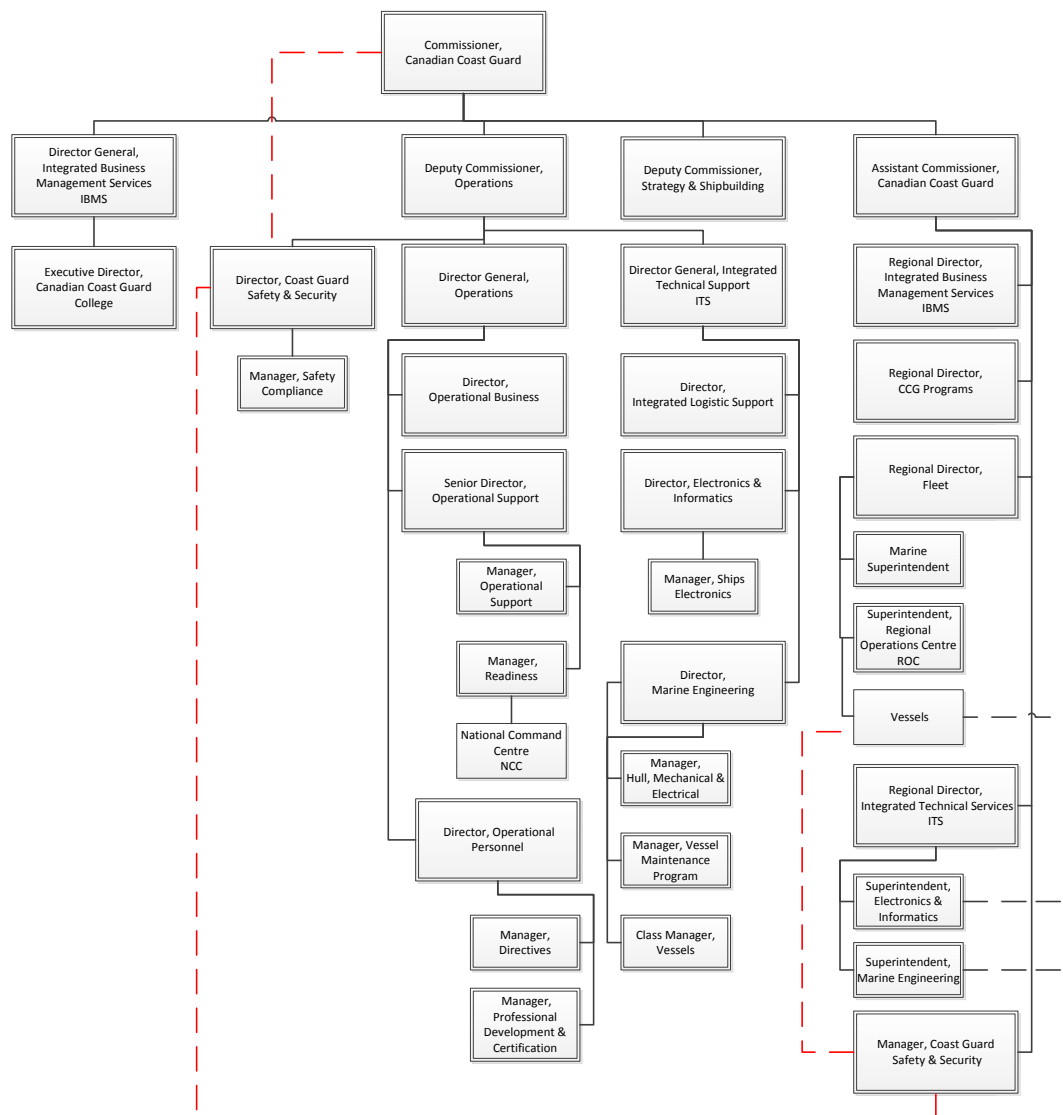 Commissioner,
Canadian Coast Guard
Director General,
Integrated Business
Management Services
IBMS
Deputy Commissioner,
Operations
Deputy Commissioner,
Strategy & Shipbuilding
Assistant Commissioner,
Canadian Coast Guard
Executive Director,
Canadian Coast Guard
College
Director, Coast Guard
Safety & Security
Director General,
Operations
Director General, Integrated
Technical Support
ITS
Regional Director,
Integrated Business
Management Services
IBMS
Manager, Safety
Compliance
Director,
Operational Business
Director,
Integrated Logistic Support
Regional Director,
CCG Programs
Senior Director,
Operational Support
Director, Electronics &
Informatics
Regional Director,
Fleet
Manager,
Operational
Support
Manager, Ships
Electronics
Marine
Superintendent
Superintendent,
Regional
Operations Centre
ROC
Manager,
Readiness
Director,
Marine Engineering
Vessels
National Command
Centre
NCC
Manager,
Hull, Mechanical &
Electrical
Regional Director,
Integrated Technical Services
ITS
Director, Operational
Personnel
Manager, Vessel
Maintenance
Program
Superintendent,
Electronics &
Informatics
Manager,
Directives
Class Manager,
Vessels
Superintendent,
Marine Engineering
Manager,
Professional
Development &
Certification
Manager, Coast Guard
Safety & Security